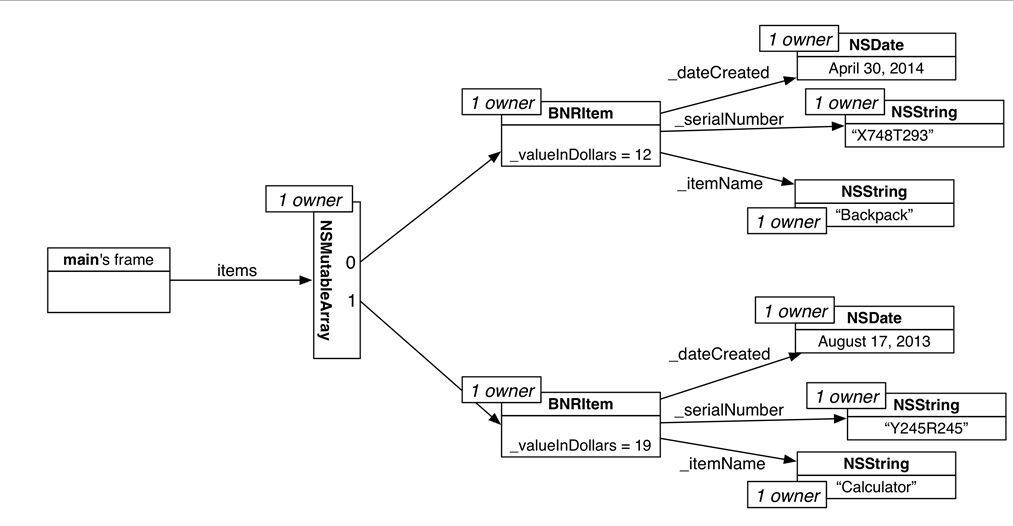 main's frame
items
1 owner
NSMutableArray
0
1
1 owner
BNRItem
_valueInDollars = 12
_dateCreated
1 owner
NSDate
April 30, 2014
_serialNumber
1 owner
NSString
“X748T293”
_itemName
NSString
“Backpack”
1 owner
1 owner
BNRItem
_valueInDollars = 19
_dateCreated
1 owner
NSDate
August 17, 2013
_serialNumber
1 owner
NSString
“Y245R245”
_itemName
NSString
“Calculator”
1 owner